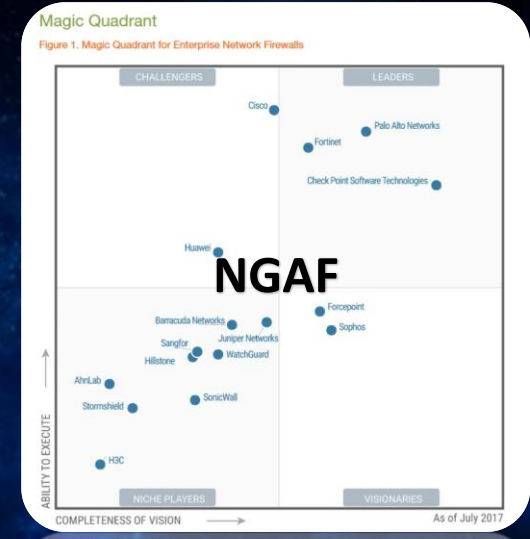 Magic Quadrant
Figure 1. Magic Quadrant for Enterprise Network Firewalls
CHALLENGERS
LEADERS
Cisco
Palo Alto Networks
Fortinet
Check Point Software Technologies
Huawei
NGAF
Forcepoint
Barracuda Networks
Sophos
Juniper Networks
Sangfor
WatchGuard
Hillstone
AhnLab
SonicWall
Stormshield
H3C
ABILITY TO EXECUTE
NICHE PLAYERS
VISIONARIES
COMPLETENESS OF VISION
As of July 2017